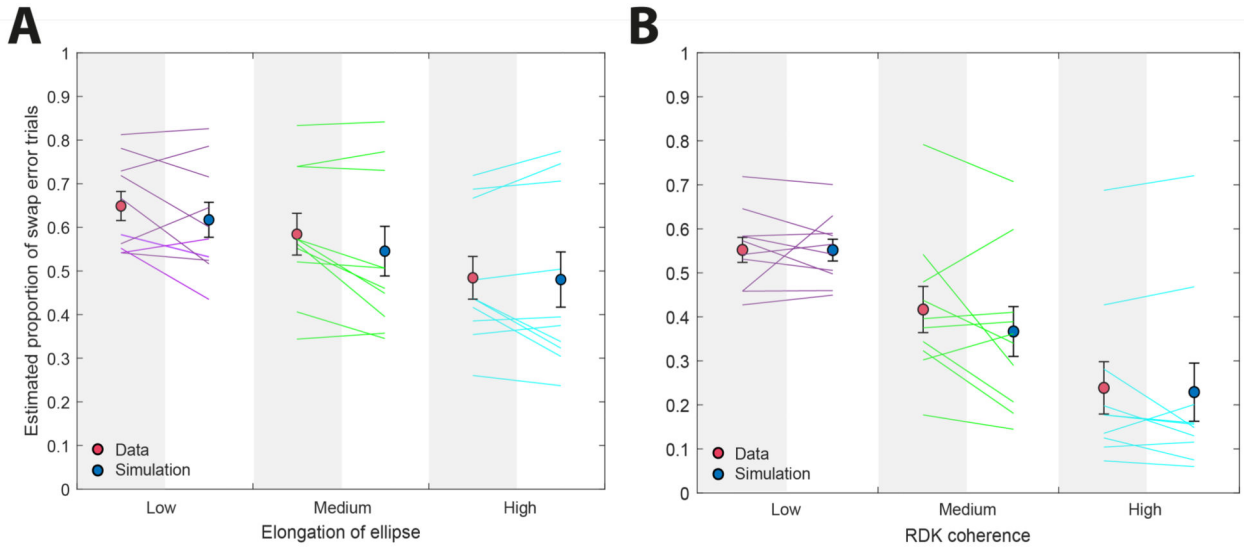 A
Estimated proportion of swap error trials
1
0.9
0.8
0.7
0.6
0.5
0.4
0.3
0.2
0.1
0
Data
Simulation
Low Medium High
Elongation of ellipse
B
1
0.9
0.8
0.7
0.6
0.5
0.4
0.3
0.2
0.1
0
Data
Simulation
Low Medium High
RDK coherence